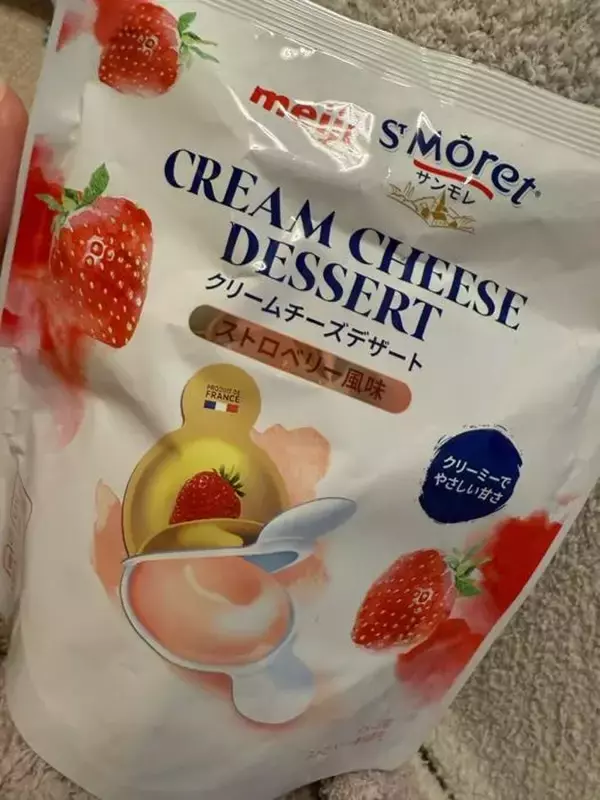 meiji
ST MÔret
サンモレ
CREAM CHEESE
DESSERT
クリームチーズデザート
ストロベリー風味
PRODUIT DE
FRANCE
クリーミーで
やさしい甘さ